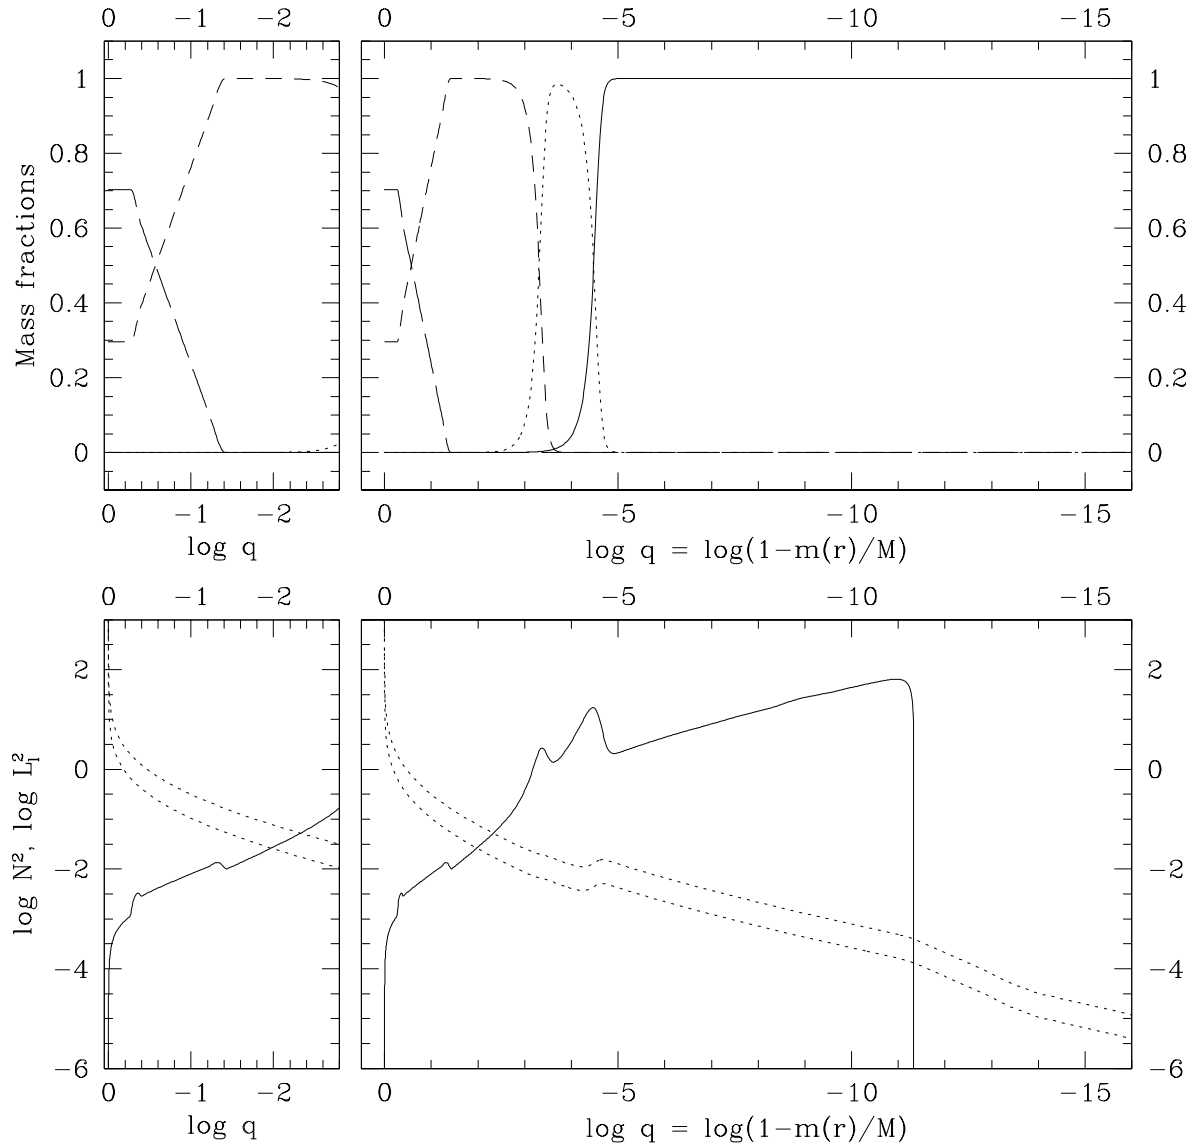 0 −1 −2 0 −5 −10 −15
1 1
0.8 0.8
0.6 0.6
0.4 0.4
0.2 0.2
0 0
Mass fractions
0 −1 −2 0 −5 −10 −15
log q log q = log(1−m(r)/M)
0 −1 −2 0 −5 −10 −15
2 2
0 0
−2 −2
−4 −4
−6 −6
log N², log L₁²
0 −1 −2 0 −5 −10 −15
log q log q = log(1−m(r)/M)